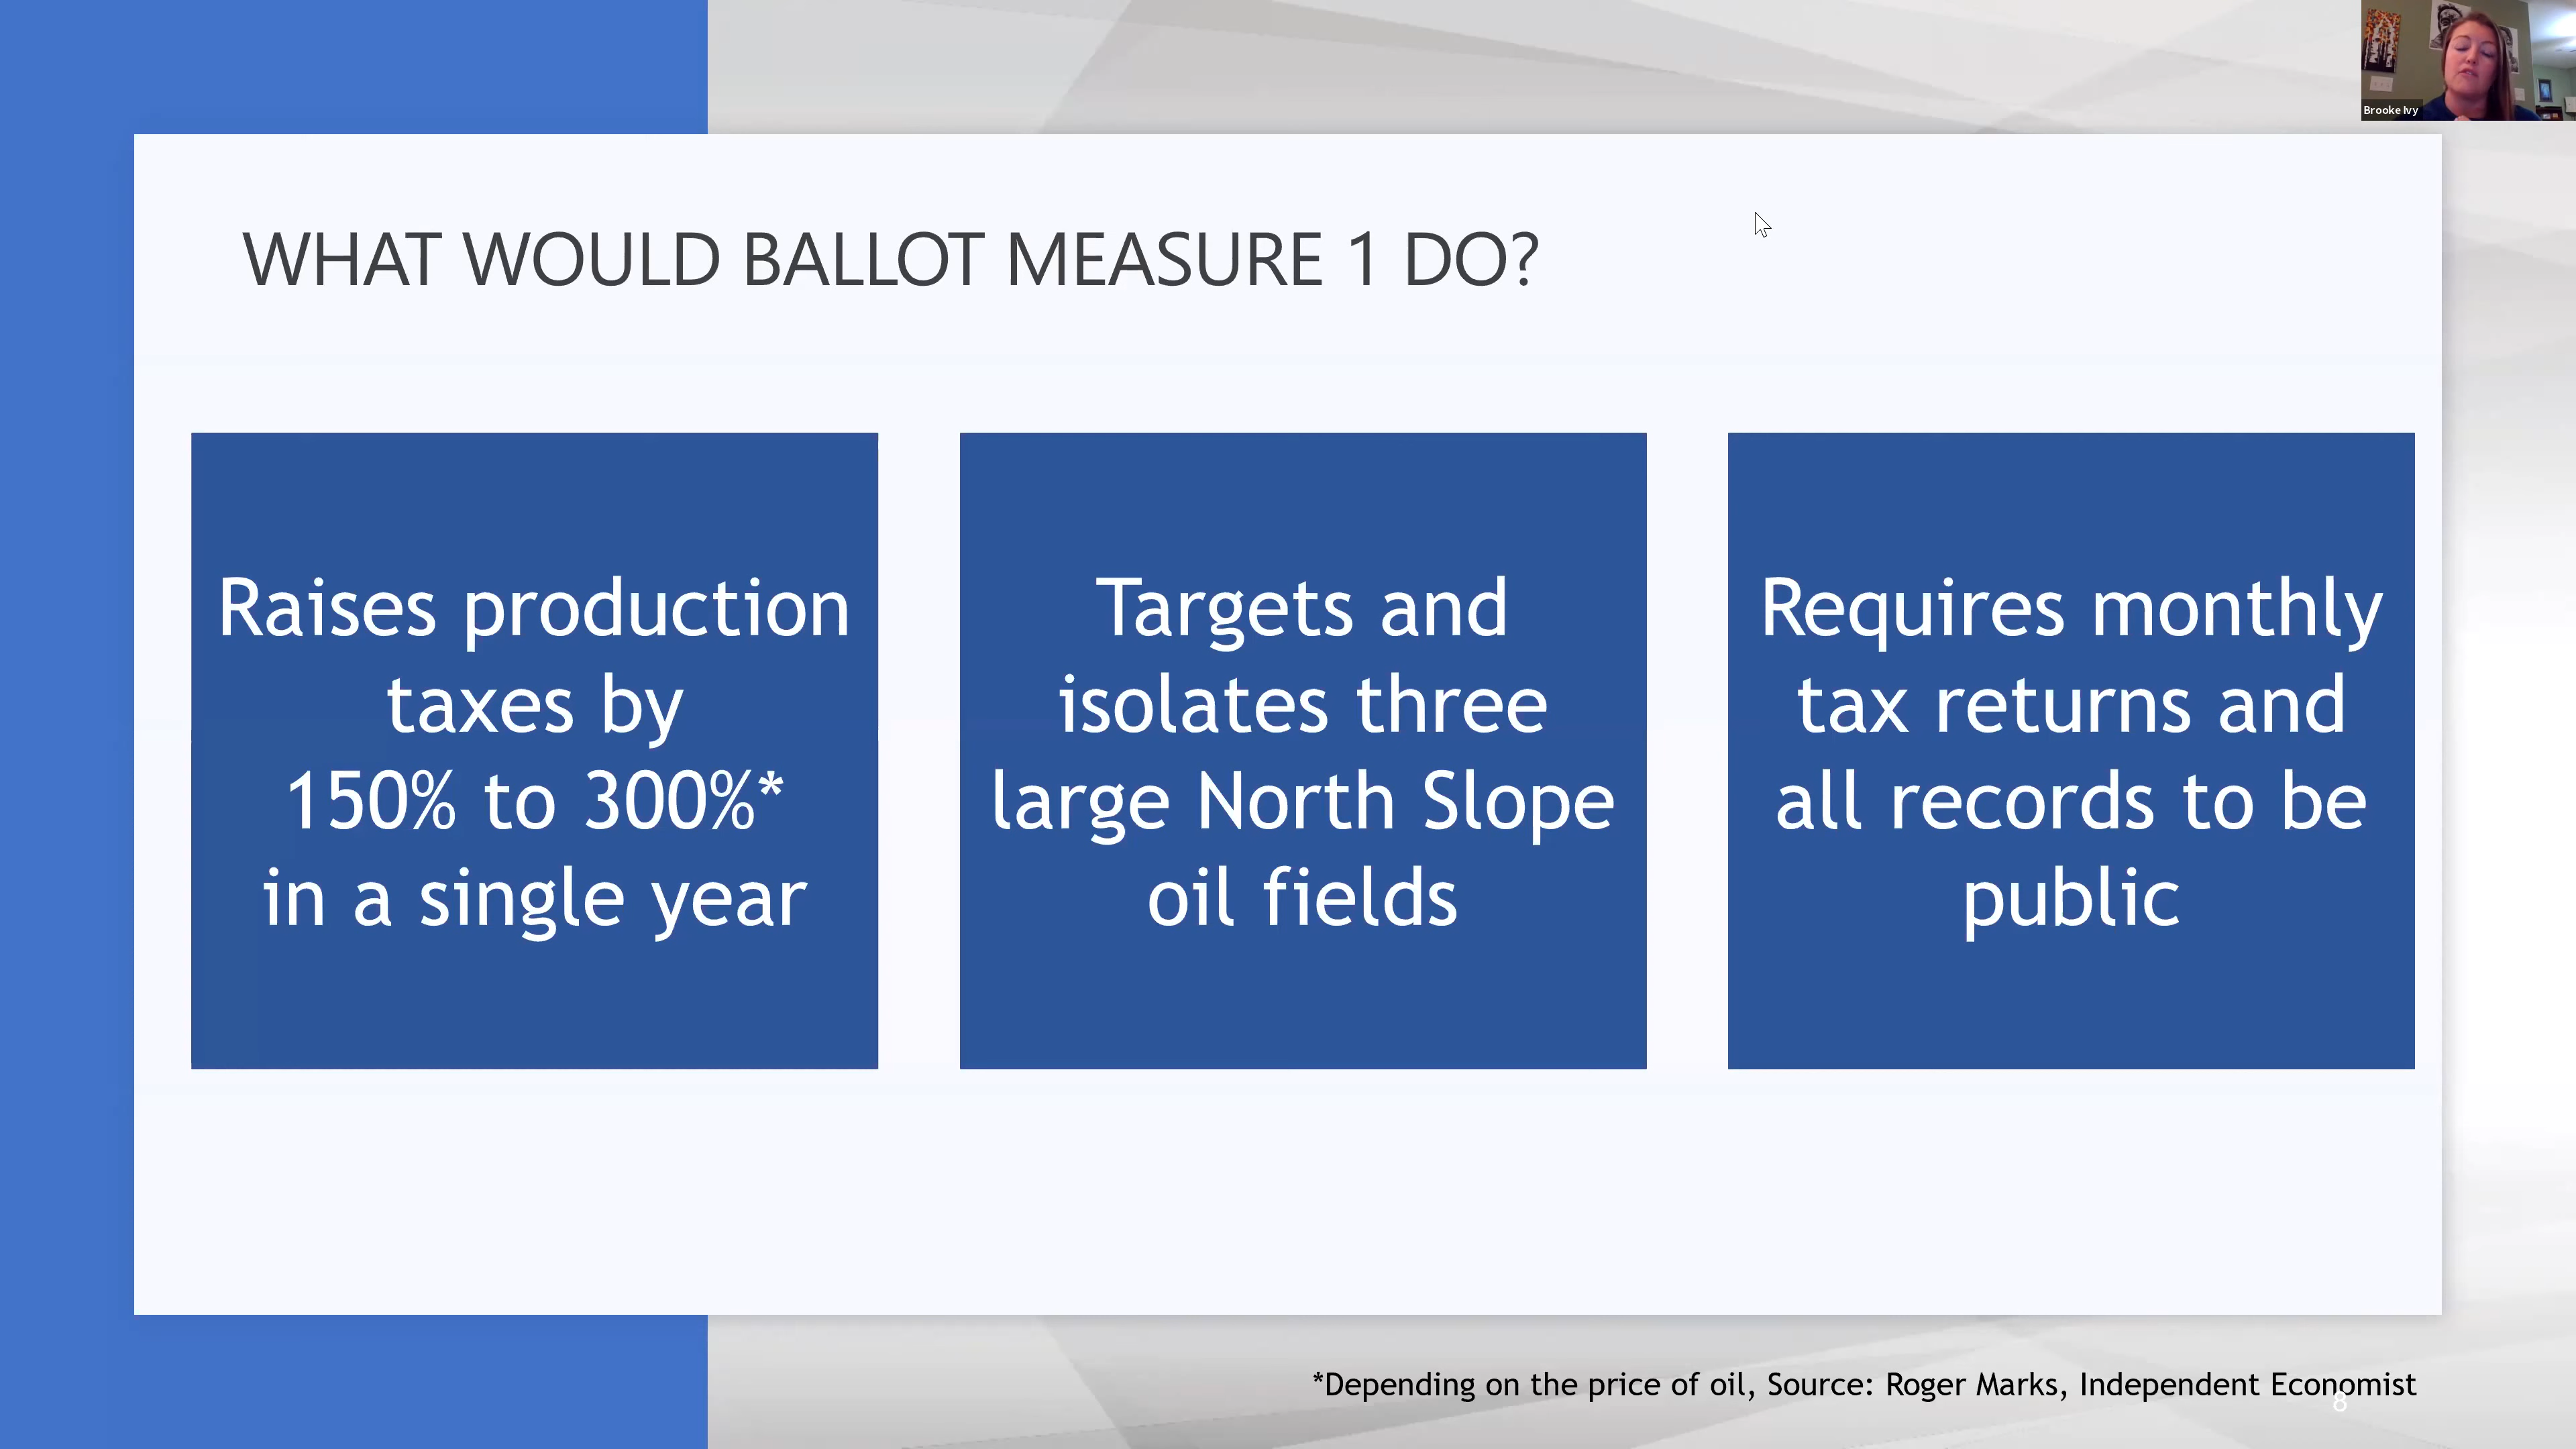 Brooke Ivy
WHAT WOULD BALLOT MEASURE 1 DO?
Raises production
taxes by
150% to 300%*
in a single year
Targets and
isolates three
large North Slope
oil fields
Requires monthly
tax returns and
all records to be
public
*Depending on the price of oil, Source: Roger Marks, Independent Economist
8